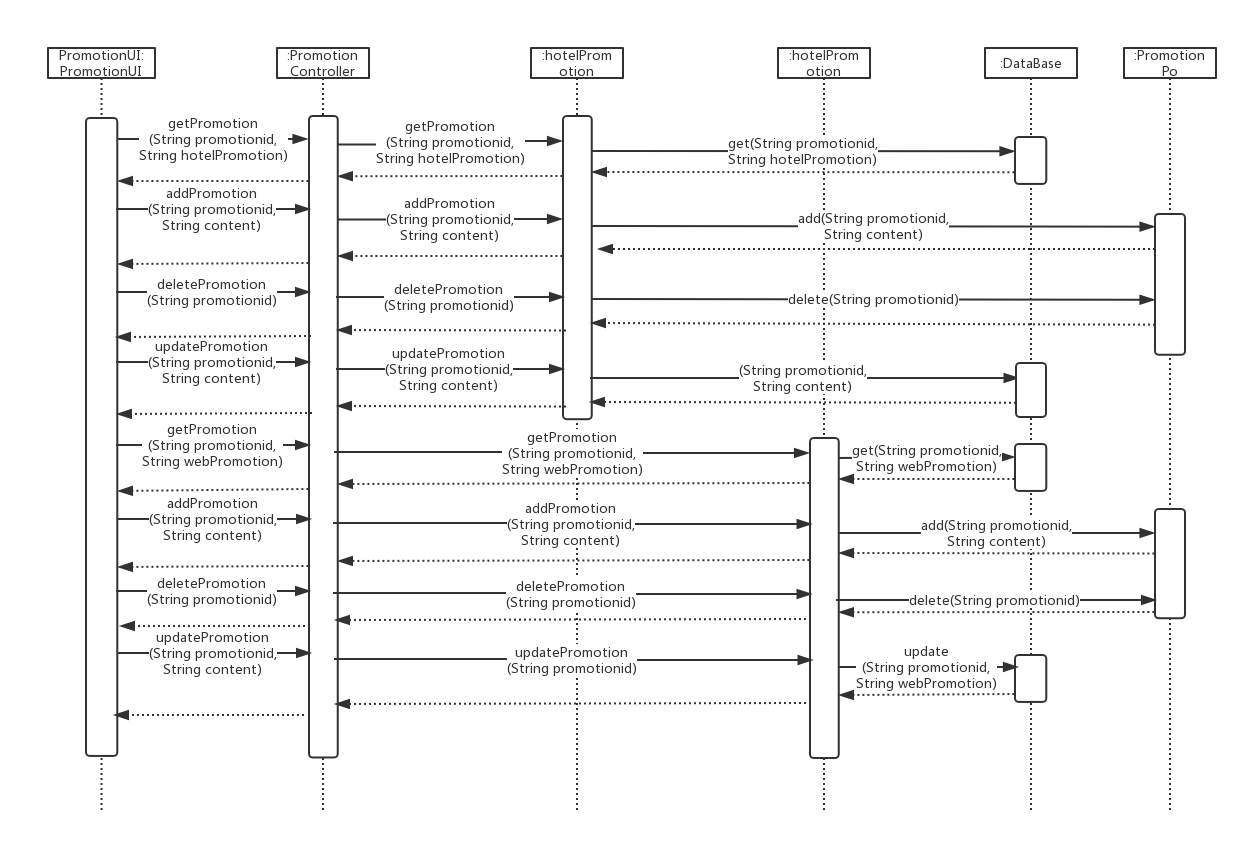 PromotionUI:
PromotionUI
:Promotion
Controller
:hotelProm
otion
:hotelProm
otion
:DataBase
:Promotion
Po
getPromotion
(String promotionid,
String hotelPromotion)
getPromotion
(String promotionid,
String hotelPromotion)
get(String promotionid,
String hotelPromotion)
addPromotion
(String promotionid,
String content)
addPromotion
(String promotionid,
String content)
add(String promotionid,
String content)
deletePromotion
(String promotionid)
deletePromotion
(String promotionid)
delete(String promotionid)
updatePromotion
(String promotionid,
String content)
updatePromotion
(String promotionid,
String content)
(String promotionid,
String content)
getPromotion
(String promotionid,
String webPromotion)
getPromotion
(String promotionid,
String webPromotion)
get(String promotionid,
String webPromotion)
addPromotion
(String promotionid,
String content)
addPromotion
(String promotionid,
String content)
add(String promotionid,
String content)
deletePromotion
(String promotionid)
deletePromotion
(String promotionid)
delete(String promotionid)
updatePromotion
(String promotionid,
String content)
updatePromotion
(String promotionid)
update
(String promotionid,
String webPromotion)